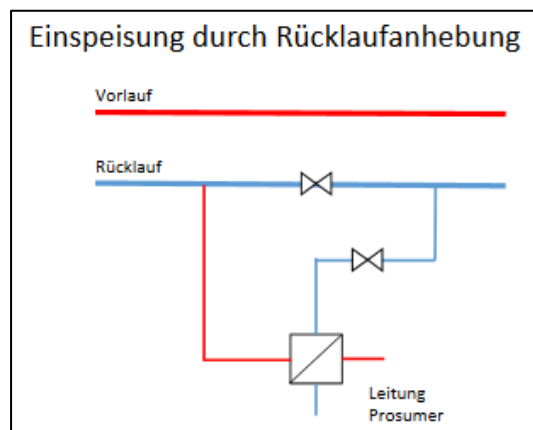 Einspeisung durch Rücklaufanhebung
Vorlauf
Rücklauf
Leitung
Prosumer